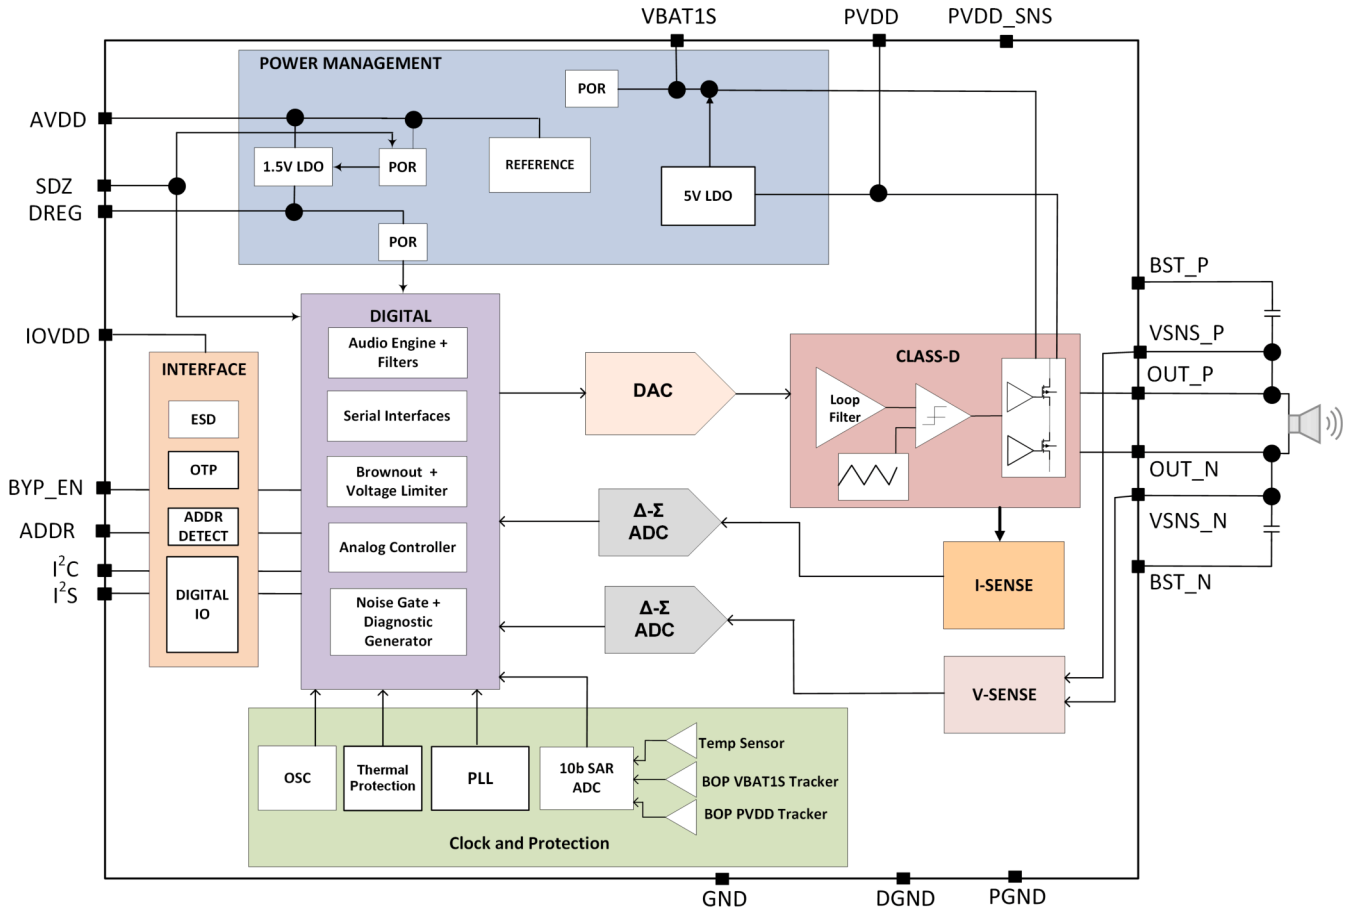 VBAT1S
PVDD
PVDD_SNS
POWER MANAGEMENT
POR
AVDD
1.5V LDO
POR
REFERENCE
SDZ
5V LDO
DREG
POR
BST_P
DIGITAL
IOVDD
Audio Engine +
Filters
VSNS_P
CLASS-D
INTERFACE
OUT_P
DAC
Loop
Filter
ESD
Serial Interfaces
OTP
OUT_N
Brownout +
Voltage Limiter
BYP_EN
VSNS_N
ADDR
DETECT
Δ-Σ
ADC
ADDR
Analog Controller
I²C
I²S
BST_N
DIGITAL
IO
I-SENSE
Noise Gate +
Diagnostic
Generator
Δ-Σ
ADC
V-SENSE
Temp Sensor
OSC
Thermal
Protection
PLL
10b SAR
ADC
BOP VBAT1S Tracker
BOP PVDD Tracker
Clock and Protection
GND
DGND
PGND